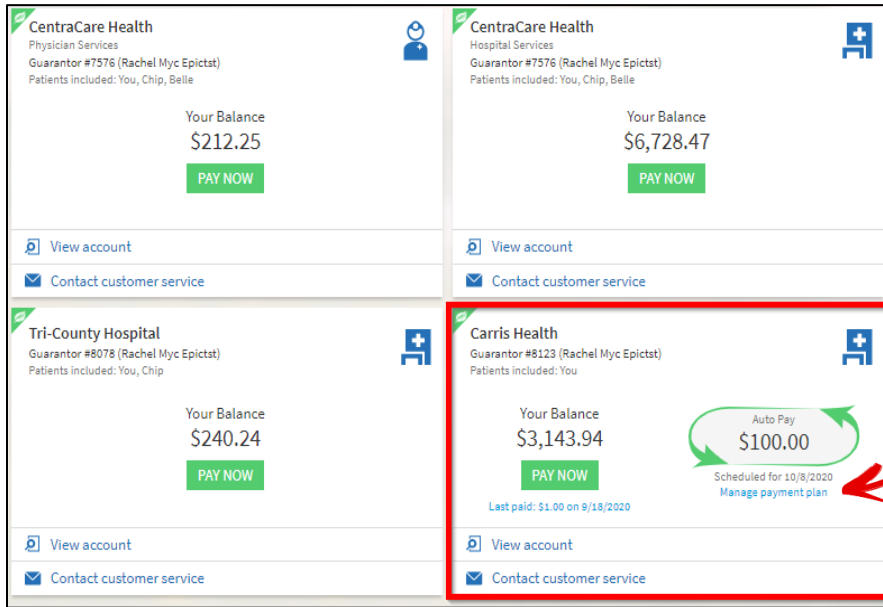 CentraCare Health
Physician Services
Guarantor #7576 (Rachel Myc Epictst)
Patients included: You, Chip, Belle
Your Balance
$212.25
PAY NOW
View account
Contact customer service
CentraCare Health
Hospital Services
Guarantor #7576 (Rachel Myc Epictst)
Patients included: You, Chip, Belle
Your Balance
$6,728.47
PAY NOW
View account
Contact customer service
Tri-County Hospital
Guarantor #8078 (Rachel Myc Epictst)
Patients included: You, Chip
Your Balance
$240.24
PAY NOW
View account
Contact customer service
Carris Health
Guarantor #8123 (Rachel Myc Epictst)
Patients included: You
Your Balance
$3,143.94
PAY NOW
Last paid: $1.00 on 9/18/2020
Auto Pay
$100.00
Scheduled for 10/8/2020
Manage payment plan
View account
Contact customer service